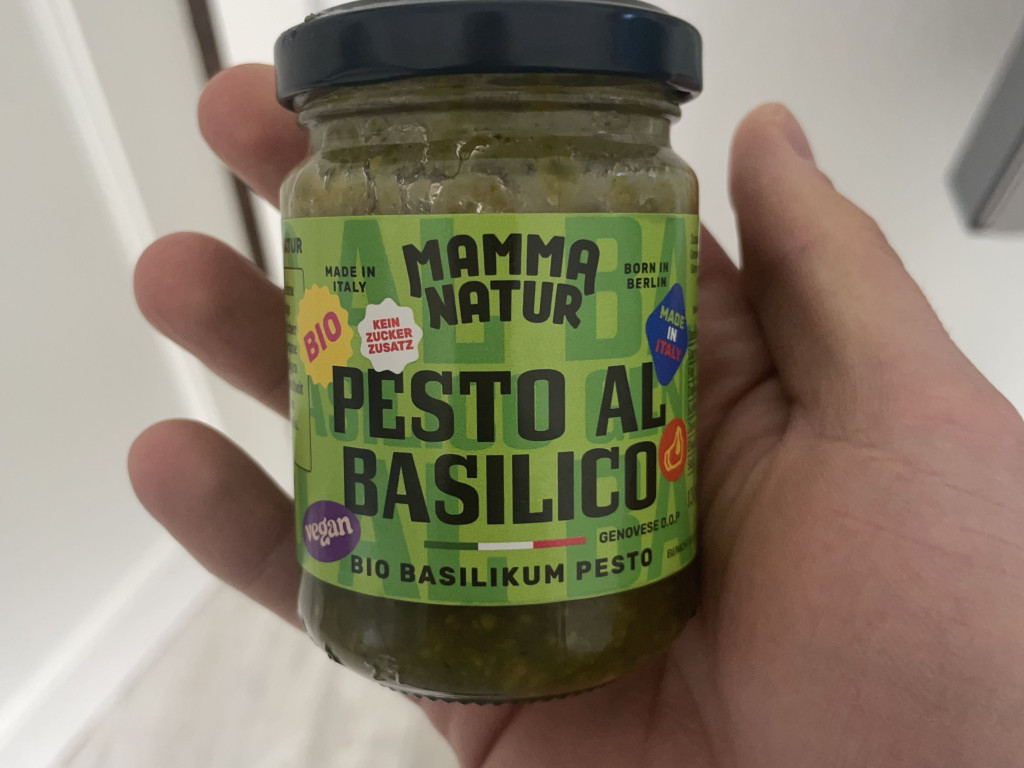 MAMMA
NATUR
MADE IN
ITALY
BORN IN
BERLIN
BIO
KEIN
ZUCKER
ZUSATZ
MADE
IN
ITALY
PESTO AL
BASILICO
vegan
GENOVESE D.O.P
BIO BASILIKUM PESTO